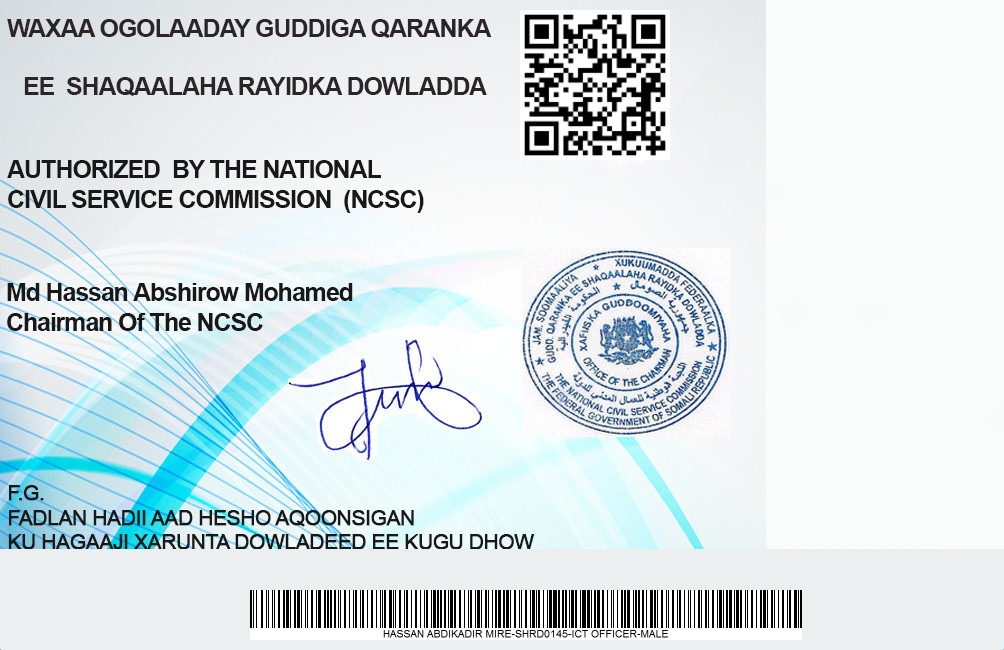 WAXAA OGOLAADAY GUDDIGA QARANKA
EE SHAQAALAHA RAYIDKA DOWLADDA
AUTHORIZED BY THE NATIONAL
CIVIL SERVICE COMMISSION (NCSC)
Md Hassan Abshirow Mohamed
Chairman Of The NCSC
JAM. SOOMAALIYA ★ XUKUUMADDA FEDERAALKA ★
GUDD. QARANKA EE SHAQAALAHA RAYIDKA DOWLADDA
جمهورية الصومال ★
XAFIISKA GUDDOOMIYAHA
OFFICE OF THE CHAIRMAN
THE NATIONAL CIVIL SERVICE COMMISSION
THE FEDERAL GOVERNMENT OF SOMALI REPUBLIC
F.G.
FADLAN HADII AAD HESHO AQOONSIGAN
KU HAGAAJI XARUNTA DOWLADEED EE KUGU DHOW
HASSAN ABDIKADIR MIRE-SHRD0145-ICT OFFICER-MALE